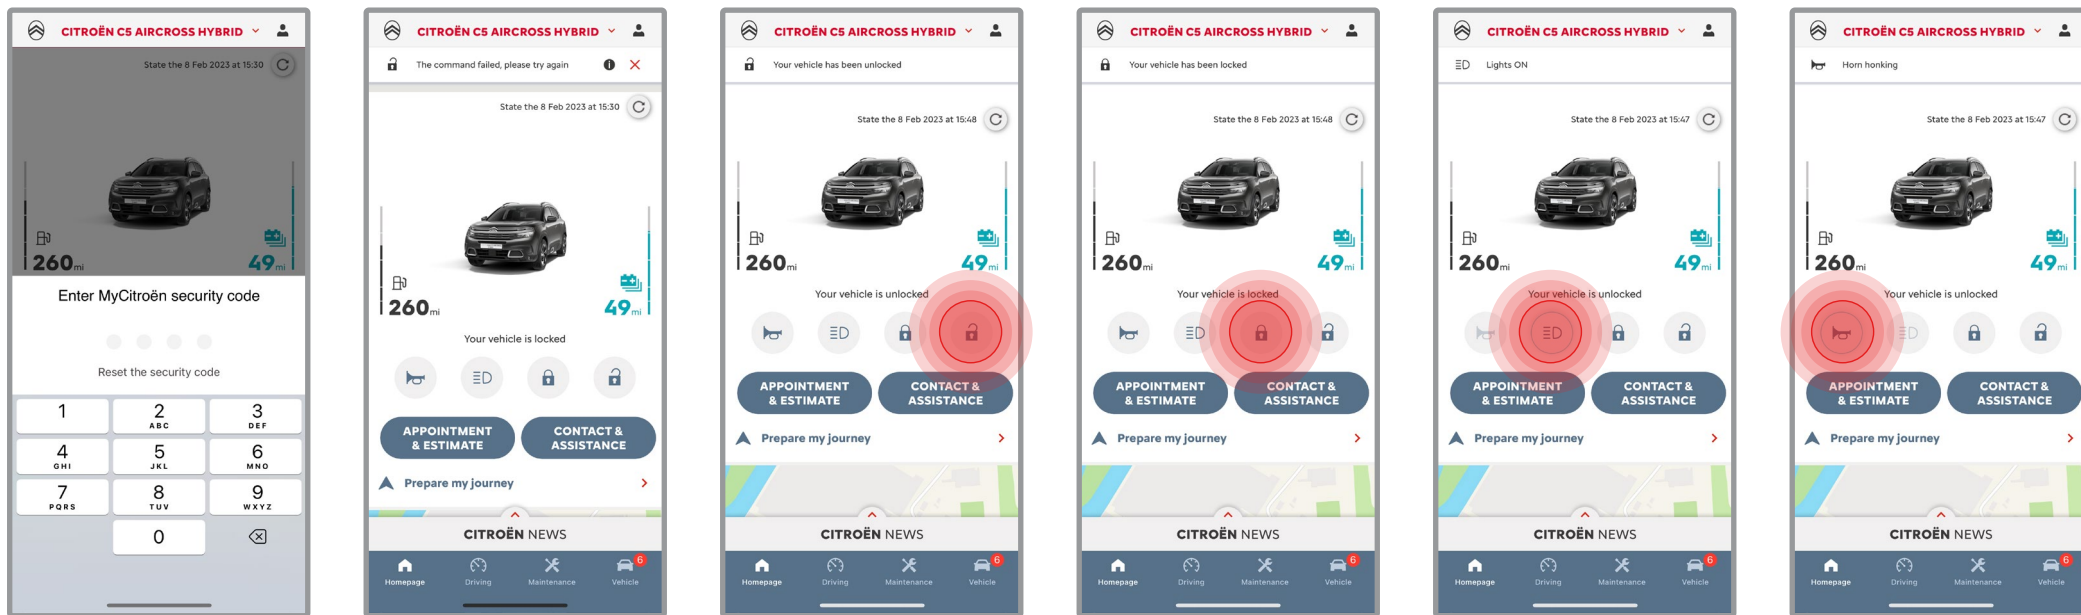 CITROËN C5 AIRCROSS HYBRID
State the 8 Feb 2023 at 15:30
260mi
49mi
Enter MyCitroën security code
Reset the security code
1
2
ABC
3
DEF
4
GHI
5
JKL
6
MNO
7
PQRS
8
TUV
9
WXYZ
0
CITROËN C5 AIRCROSS HYBRID
The command failed, please try again
State the 8 Feb 2023 at 15:30
260mi
49mi
Your vehicle is locked
APPOINTMENT
& ESTIMATE
CONTACT &
ASSISTANCE
Prepare my journey
CITROËN NEWS
6
Homepage
Driving
Maintenance
Vehicle
CITROËN C5 AIRCROSS HYBRID
Your vehicle has been unlocked
State the 8 Feb 2023 at 15:48
260mi
49mi
Your vehicle is unlocked
APPOINTMENT
& ESTIMATE
CONTACT &
ASSISTANCE
Prepare my journey
CITROËN NEWS
6
Homepage
Driving
Maintenance
Vehicle
CITROËN C5 AIRCROSS HYBRID
Your vehicle has been locked
State the 8 Feb 2023 at 15:48
260mi
49mi
Your vehicle is locked
APPOINTMENT
& ESTIMATE
CONTACT &
ASSISTANCE
Prepare my journey
CITROËN NEWS
6
Homepage
Driving
Maintenance
Vehicle
CITROËN C5 AIRCROSS HYBRID
Lights ON
State the 8 Feb 2023 at 15:47
260mi
49mi
Your vehicle is unlocked
APPOINTMENT
& ESTIMATE
CONTACT &
ASSISTANCE
Prepare my journey
CITROËN NEWS
6
Homepage
Driving
Maintenance
Vehicle
CITROËN C5 AIRCROSS HYBRID
Horn honking
State the 8 Feb 2023 at 15:47
260mi
49mi
Your vehicle is unlocked
APPOINTMENT
& ESTIMATE
CONTACT &
ASSISTANCE
Prepare my journey
CITROËN NEWS
6
Homepage
Driving
Maintenance
Vehicle